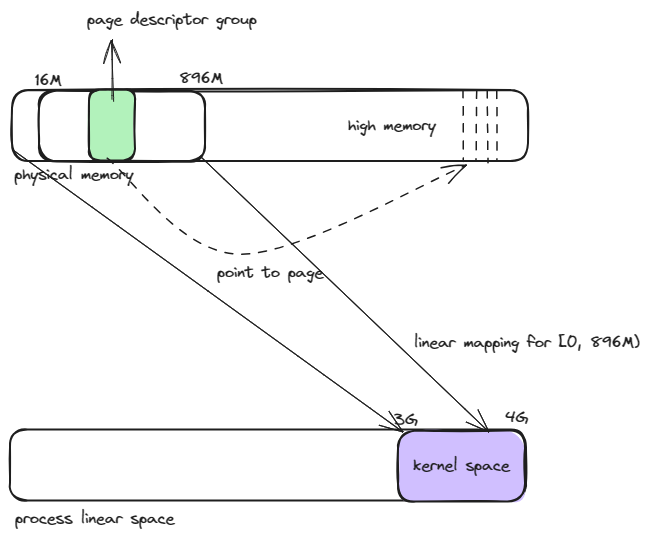 page descriptor group
16M
896M
high memory
physical memory
point to page
linear mapping for [0, 896M)
3G
4G
kernel space
process linear space